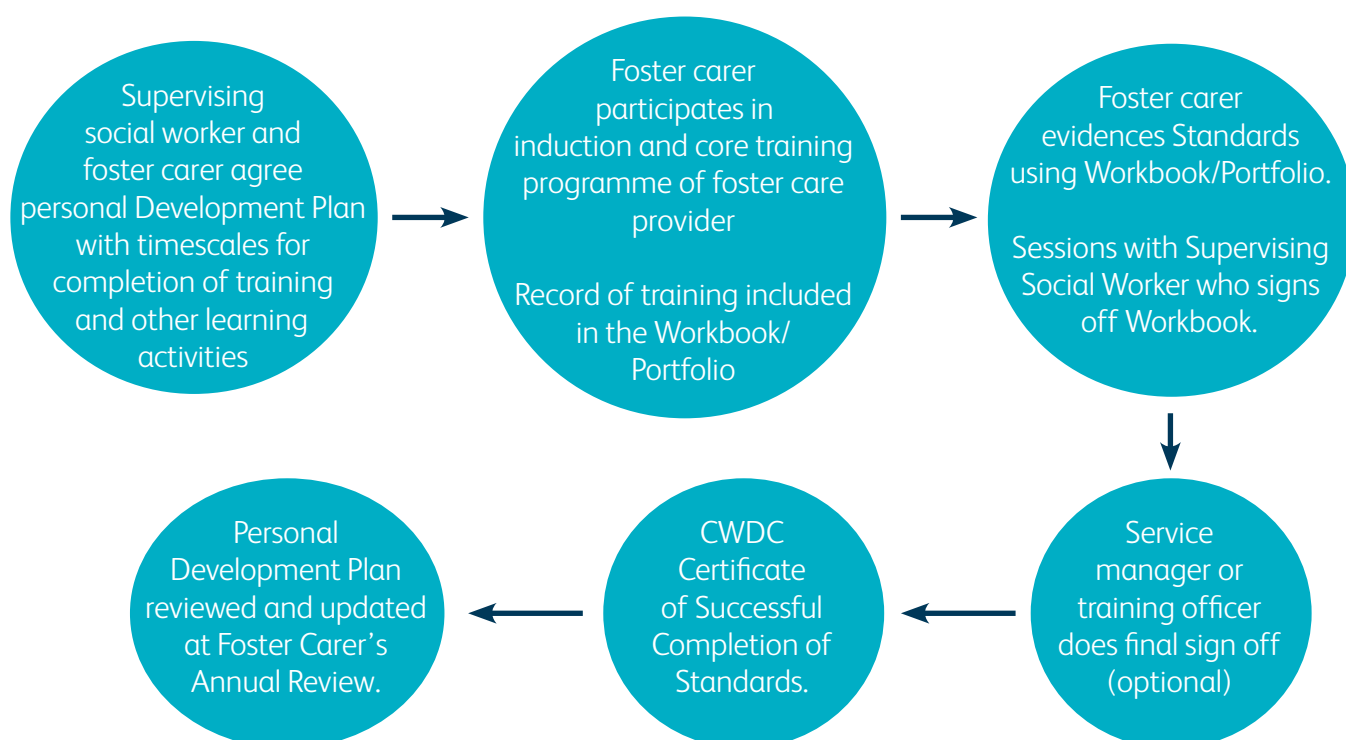 Supervising
social worker and
foster carer agree
personal Development Plan
with timescales for
completion of training
and other learning
activities
Foster carer
participates in
induction and core training
programme of foster care
provider
Record of training included
in the Workbook/
Portfolio
Foster carer
evidences Standards
using Workbook/Portfolio.
Sessions with Supervising
Social Worker who signs
off Workbook.
Service
manager or
training officer
does final sign off
(optional)
CWDC
Certificate
of Successful
Completion of
Standards.
Personal
Development Plan
reviewed and updated
at Foster Carer's
Annual Review.